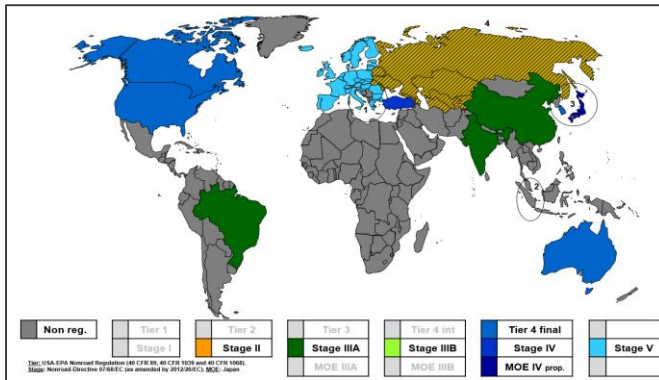 4
3
1
2
Non reg.
Tier 1
Tier 2
Tier 3
Tier 4 int
Tier 4 final
Stage I
Stage II
Stage IIIA
Stage IIIB
Stage IV
Stage V
MOE IIIA
MOE IIIB
MOE IV prop.
Tier: USA-EPA Nonroad Regulation (40 CFR 89, 40 CFR 1039 and 40 CFR 1068).
Stage: Nonroad-Directive 97/68/EC (as amended by 2012/26/EC), MOE: Japan